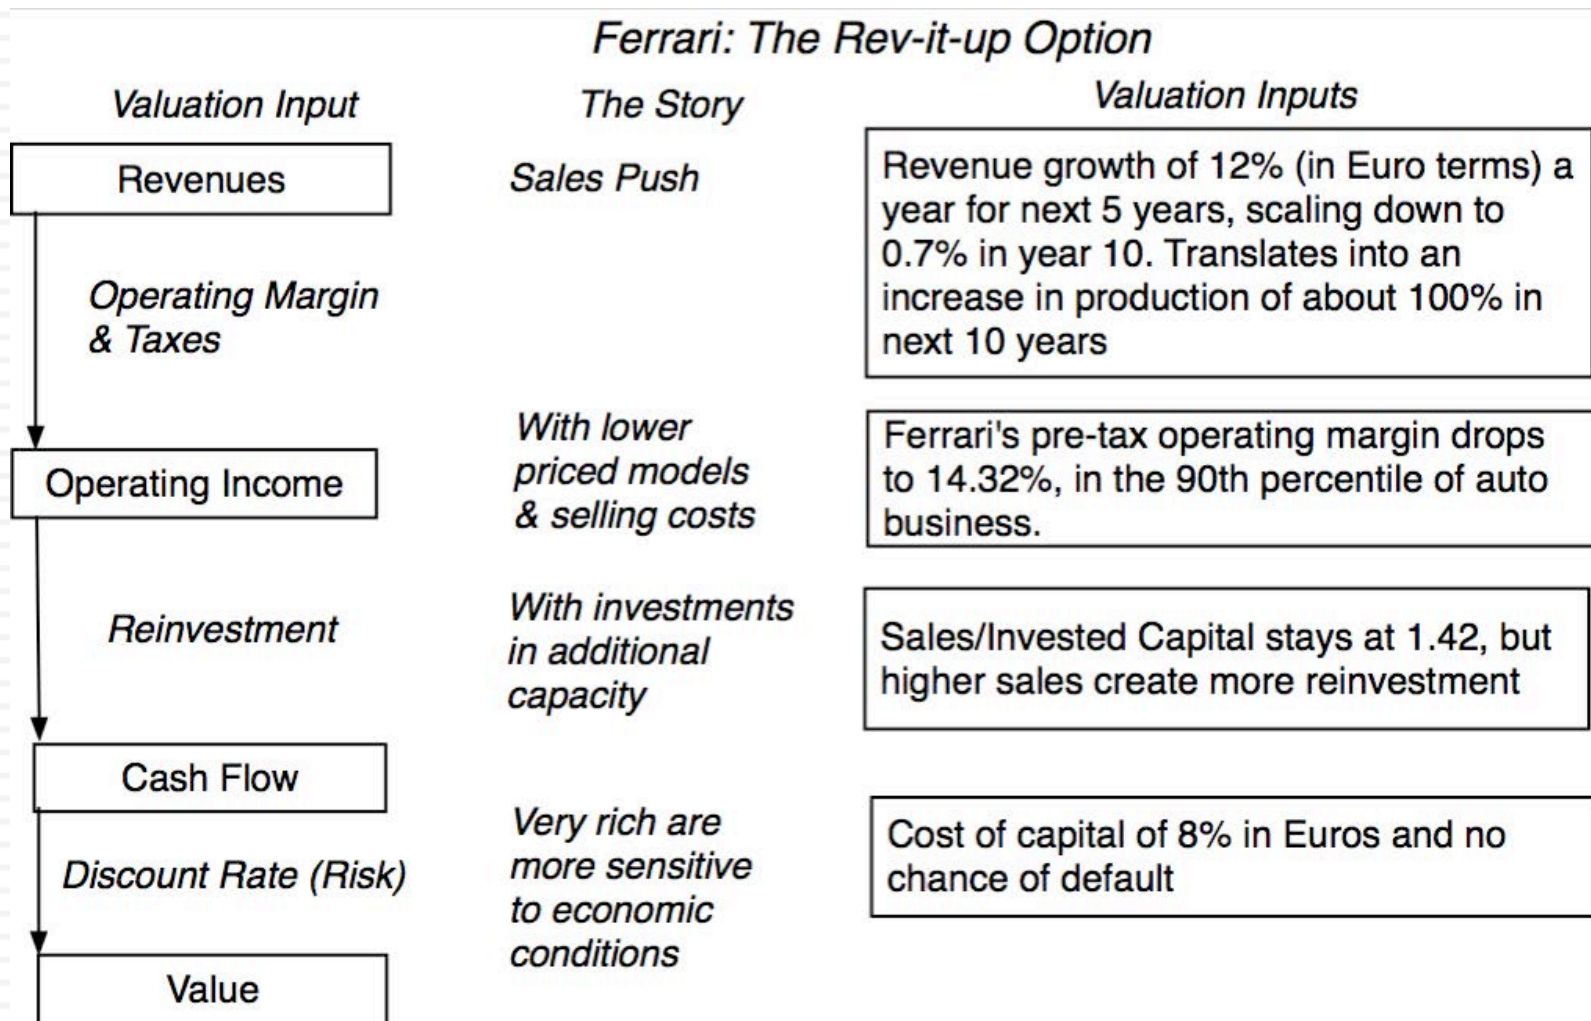 Ferrari: The Rev-it-up Option
Valuation Input
The Story
Valuation Inputs
Revenues
Sales Push
Revenue growth of 12% (in Euro terms) a
year for next 5 years, scaling down to
0.7% in year 10. Translates into an
increase in production of about 100% in
next 10 years
Operating Margin
& Taxes
Operating Income
With lower
priced models
& selling costs
Ferrari's pre-tax operating margin drops
to 14.32%, in the 90th percentile of auto
business.
Reinvestment
With investments
in additional
capacity
Sales/Invested Capital stays at 1.42, but
higher sales create more reinvestment
Cash Flow
Discount Rate (Risk)
Very rich are
more sensitive
to economic
conditions
Cost of capital of 8% in Euros and no
chance of default
Value